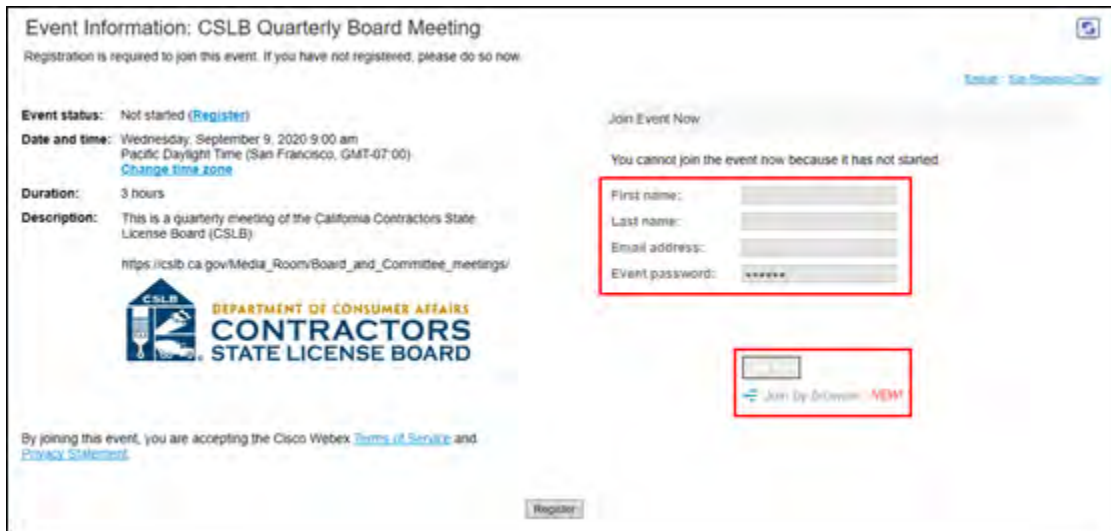 Event Information: CSLB Quarterly Board Meeting
Registration is required to join this event. If you have not registered, please do so now.
Event status: Not started (Register)
Date and time: Wednesday, September 9, 2020 9:00 am
Pacific Daylight Time (San Francisco, GMT-07:00)
Change time zone
Duration: 3 hours
Description: This is a quarterly meeting of the California Contractors State
License Board (CSLB)
https://cslb.ca.gov/Media_Room/Board_and_Committee_meetings/
CSLB
DEPARTMENT OF CONSUMER AFFAIRS
CONTRACTORS
STATE LICENSE BOARD
By joining this event, you are accepting the Cisco Webex Terms of Service and
Privacy Statement.
Join Event Now
You cannot join the event now because it has not started.
First name:
Last name:
Email address:
Event password: ••••••
Join by browser NEW!
Register